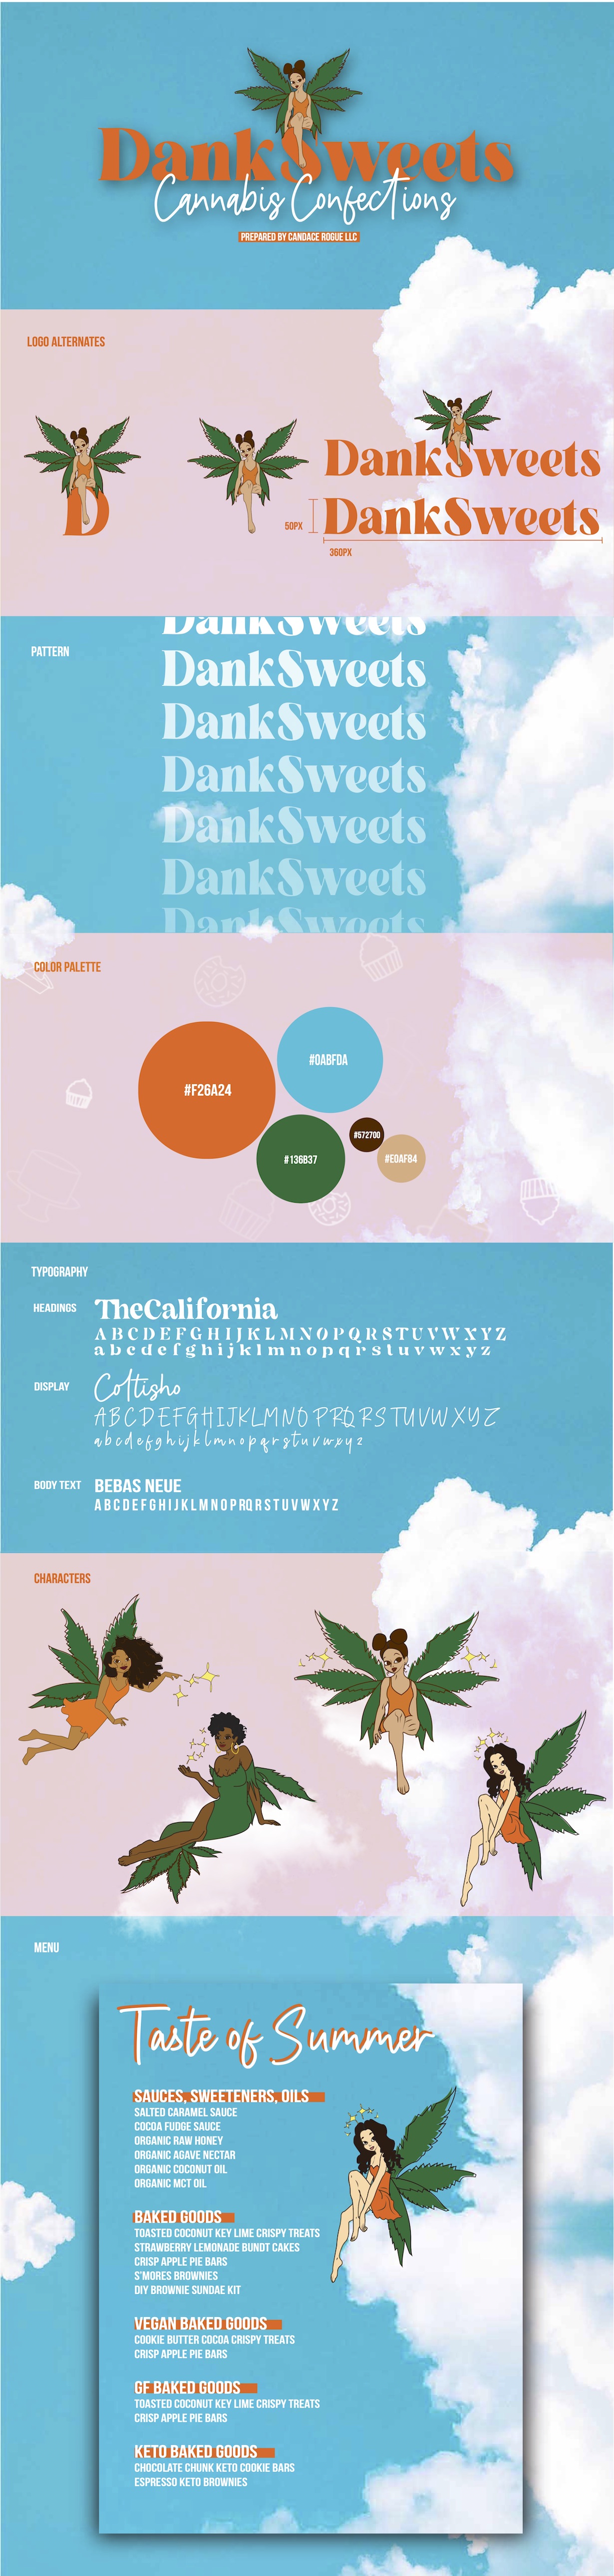 DankSweets
Cannabis Confections
PREPARED BY CANDACE ROGUE LLC
LOGO ALTERNATES
D
DankSweets
DankSweets
50PX
360PX
PATTERN
DankSweets
DankSweets
DankSweets
DankSweets
DankSweets
DankSweets
DankSweets
COLOR PALETTE
#F26A24
#0ABFDA
#136B37
#572700
#EDAFB4
TYPOGRAPHY
HEADINGS
TheCalifornia
ABCDEFGHIJKLMNOPQRSTUVWXYZ
abcdefghijklmnopqrstuvwxyz
DISPLAY
Coltisho
ABCDEFGHIJKLMNOPRQRSTUVWXYZ
abcdefghijklmnopqrstuvwxyz
BODY TEXT
BEBAS NEUE
ABCDEFGHIJKLMNOPRQRSTUVWXYZ
CHARACTERS
MENU
Taste of Summer
SAUCES, SWEETENERS, OILS
SALTED CARAMEL SAUCE
COCOA FUDGE SAUCE
ORGANIC RAW HONEY
ORGANIC AGAVE NECTAR
ORGANIC COCONUT OIL
ORGANIC MCT OIL
BAKED GOODS
TOASTED COCONUT KEY LIME CRISPY TREATS
STRAWBERRY LEMONADE BUNDT CAKES
CRISP APPLE PIE BARS
S'MORES BROWNIES
DIY BROWNIE SUNDAE KIT
VEGAN BAKED GOODS
COOKIE BUTTER COCOA CRISPY TREATS
CRISP APPLE PIE BARS
GF BAKED GOODS
TOASTED COCONUT KEY LIME CRISPY TREATS
CRISP APPLE PIE BARS
KETO BAKED GOODS
CHOCOLATE CHUNK KETO COOKIE BARS
ESPRESSO KETO BROWNIES